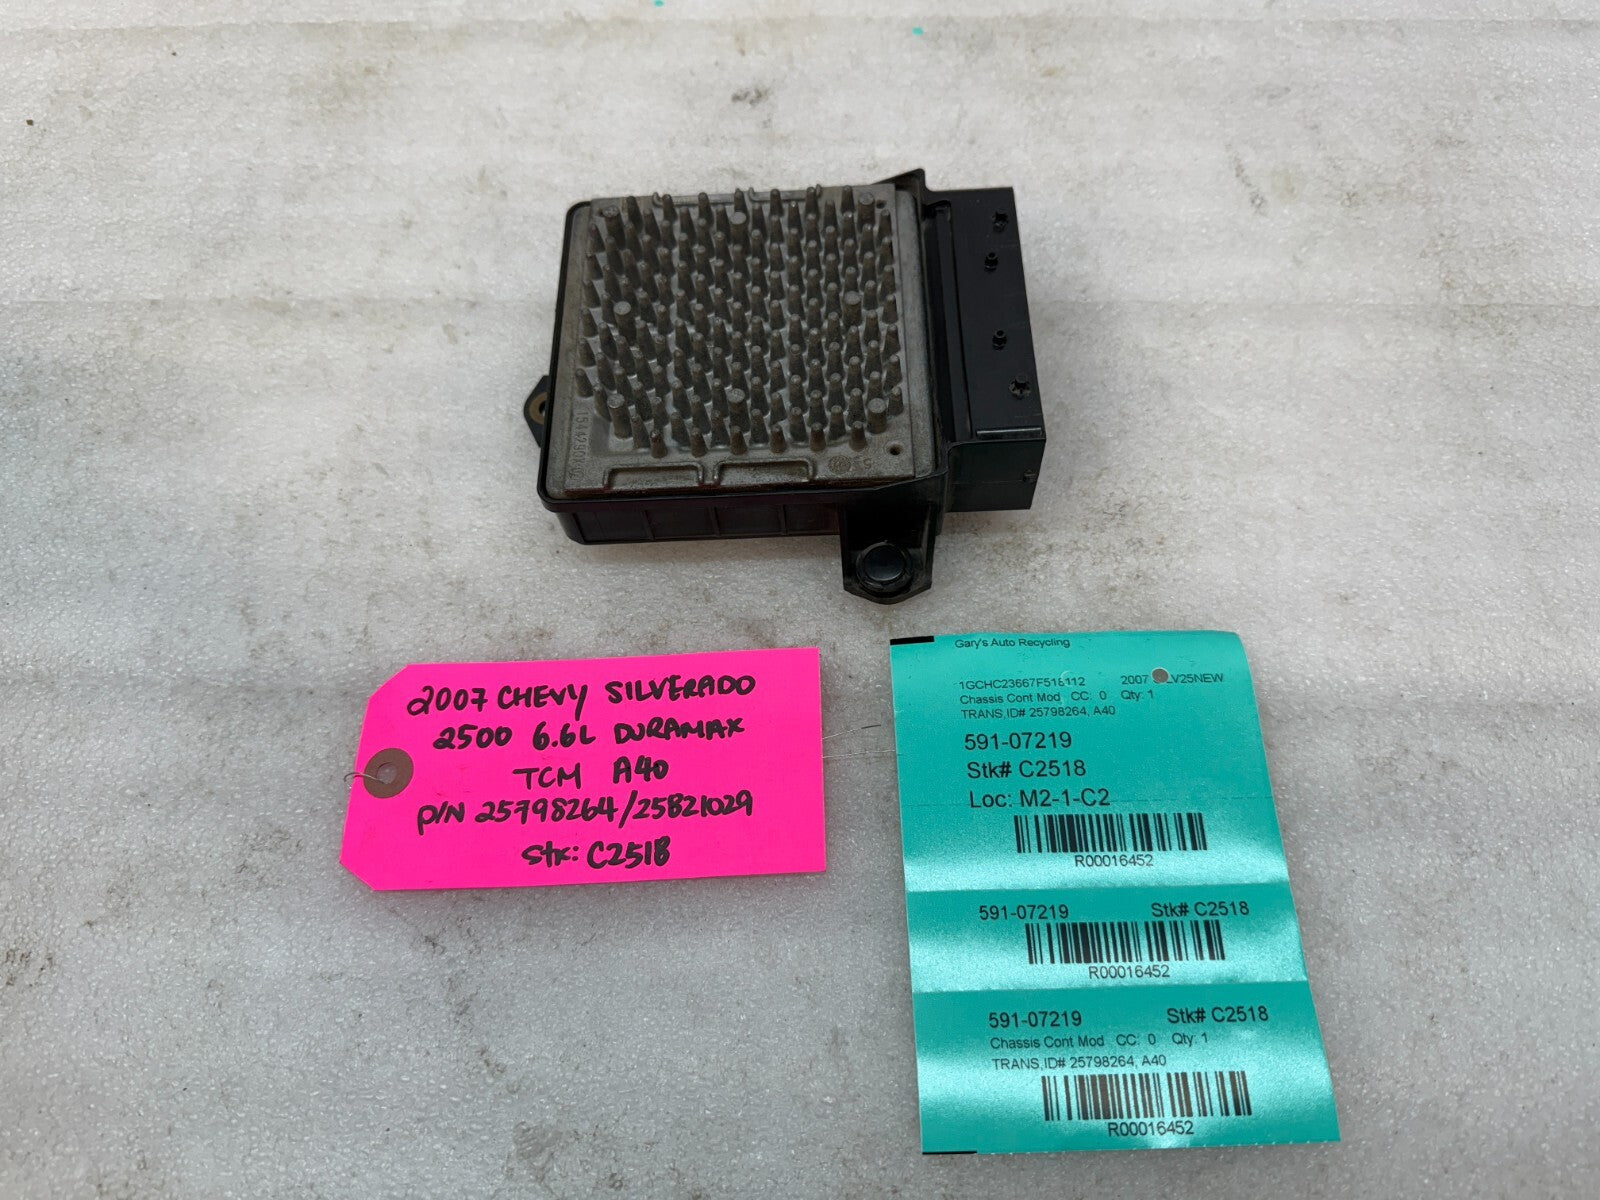 2007 CHEVY SILVERADO
2500 6.6L DURAMAX
TCM A40
P/N 25798264/25821029
Stk: C2518
Gary's Auto Recycling
1GCHC23667F518112 2007
Chassis Cont Mod CC: 0 Qty: 1
TRANS,ID# 25798264, A40
591-07219
Stk# C2518
Loc: M2-1-C2
R00016452
591-07219 Stk# C2518
R00016452
591-07219 Stk# C2518
Chassis Cont Mod CC: 0 Qty: 1
TRANS,ID# 25798264, A40
R00016452